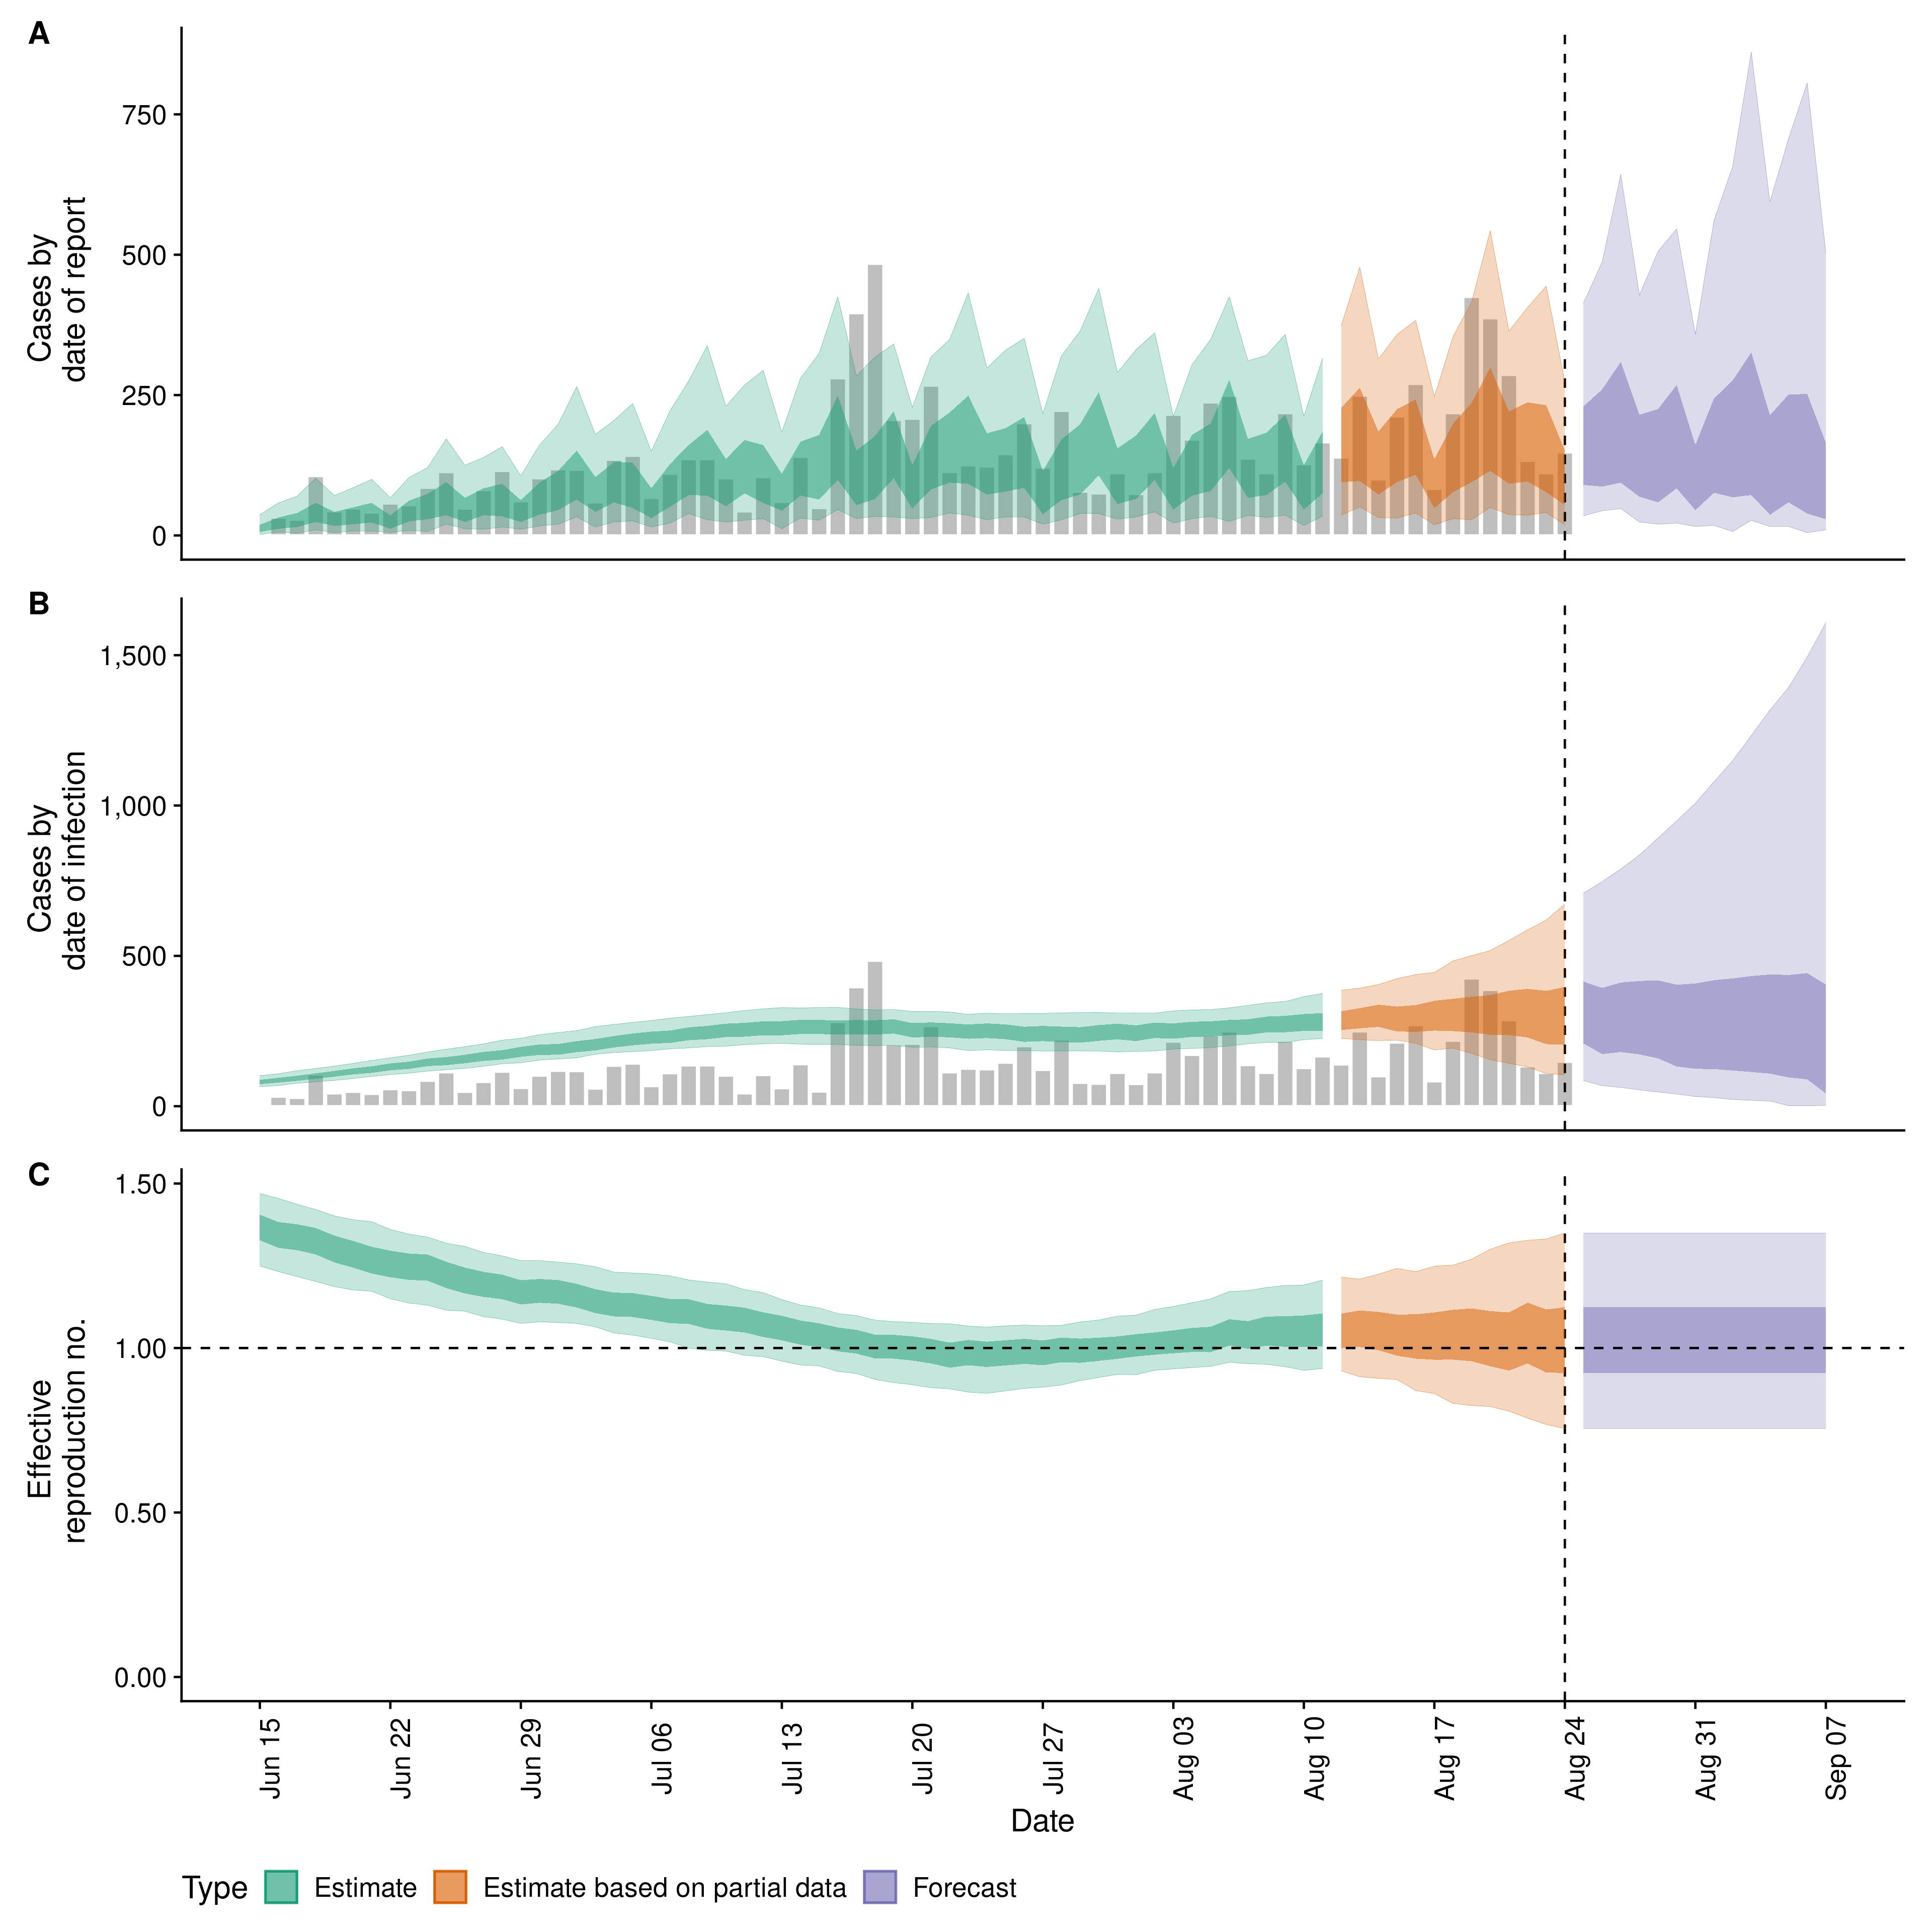 A
Cases by
date of report
750
500
250
0
B
Cases by
date of infection
1,500
1,000
500
0
C
Effective
reproduction no.
1.50
1.00
0.50
0.00
Jun 15
Jun 22
Jun 29
Jul 06
Jul 13
Jul 20
Jul 27
Aug 03
Aug 10
Aug 17
Aug 24
Aug 31
Sep 07
Date
Type Estimate Estimate based on partial data Forecast